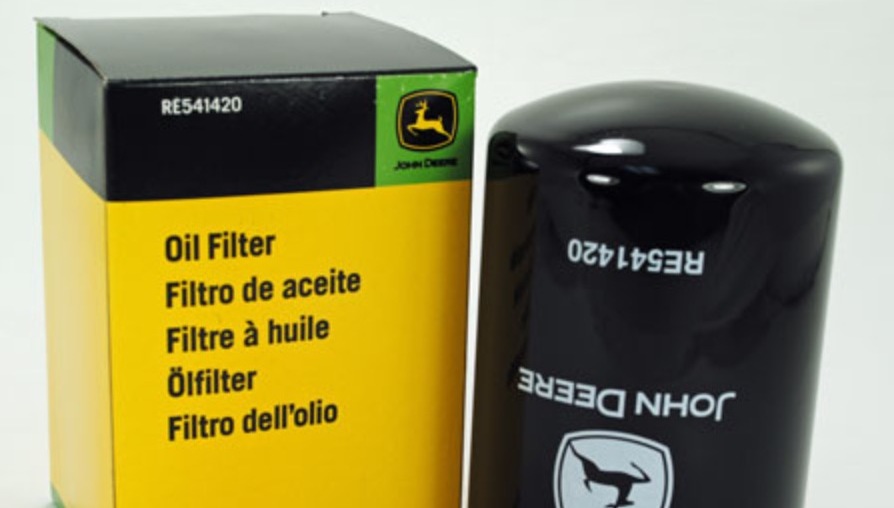 RE541420
JOHN DEERE
Oil Filter
Filtro de aceite
Filtre à huile
Ölfilter
Filtro dell'olio
RE541420
JOHN DEERE